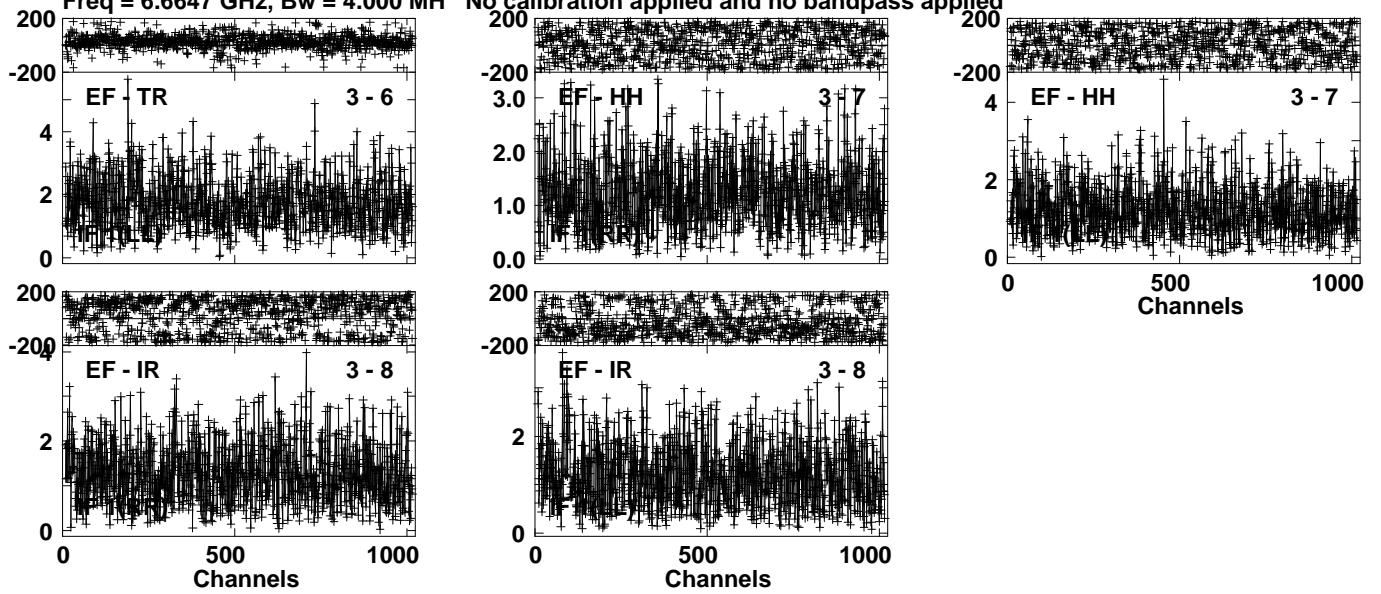 Freq = 6.6647 GHz, Bw = 4.000 MH No calibration applied and no bandpass applied
200
-200
EF - TR 3 - 6
4
2
0
200
-200
EF - HH 3 - 7
3.0
2.0
1.0
0.0
200
-200
EF - HH 3 - 7
4
2
0
0 500 1000
Channels
200
-200
4
EF - IR 3 - 8
2
0
0 500 1000
Channels
200
-200
EF - IR 3 - 8
2
0
0 500 1000
Channels